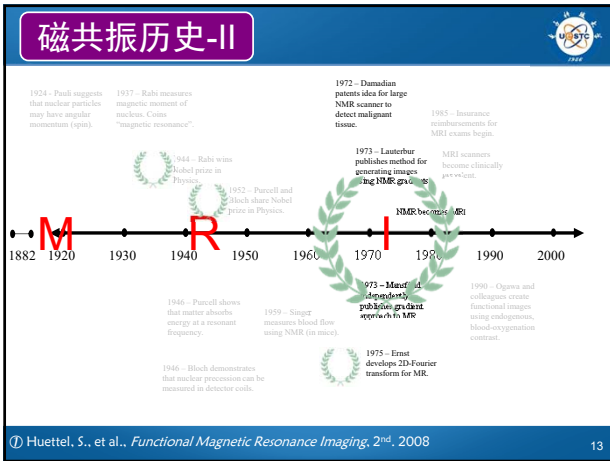 磁共振历史-II
1924 - Pauli suggests
that nuclear particles
may have angular
momentum (spin).
1937 – Rabi measures
magnetic moment of
nucleus. Coins
“magnetic resonance”.
1944 – Rabi wins
Nobel prize in
Physics.
1952 – Purcell and
Bloch share Nobel
prize in Physics.
1972 – Damadian
patents idea for large
NMR scanner to
detect malignant
tissue.
1973 – Lauterbur
publishes method for
generating images
using NMR gradients
1985 – Insurance
reimbursements for
MRI exams begin.
MRI scanners
become clinically
prevalent.
NMR becomes MRI
M R I
1882 1920 1930 1940 1950 1960 1970 1980 1990 2000
1946 – Purcell shows
that matter absorbs
energy at a resonant
frequency.
1946 – Bloch demonstrates
that nuclear precession can be
measured in detector coils.
1959 – Singer
measures blood flow
using NMR (in mice).
1973 – Mansfield
independently
publishes gradient
approach to MR
1975 – Ernst
develops 2D-Fourier
transform for MR.
1990 – Ogawa and
colleagues create
functional images
using endogenous,
blood-oxygenation
contrast.
① Huettel, S., et al., Functional Magnetic Resonance Imaging, 2nd. 2008
13